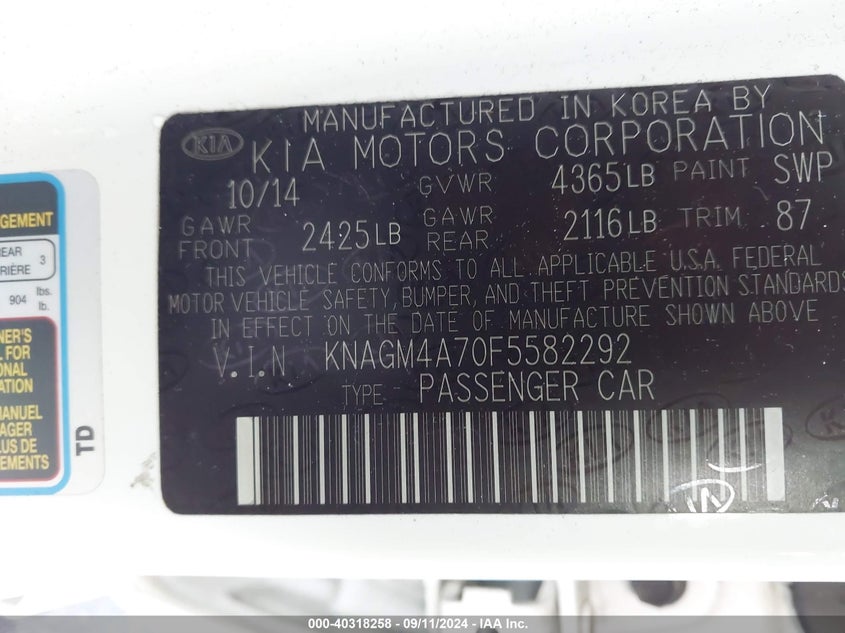 MANUFACTURED IN KOREA BY
KIA KIA MOTORS CORPORATION
10/14 GVWR 4365LB PAINT SWP
GAWR FRONT 2425LB GAWR REAR 2116LB TRIM 87
THIS VEHICLE CONFORMS TO ALL APPLICABLE U.S.A. FEDERAL
MOTOR VEHICLE SAFETY, BUMPER, AND THEFT PREVENTION STANDARDS
IN EFFECT ON THE DATE OF MANUFACTURE SHOWN ABOVE
V.I.N KNAGM4A70F5582292
TYPE PASSENGER CAR
KIA
GEMENT
3
904 lbs.
lb.
NER'S
L FOR
ONAL
ATION
MANUEL
AGER
LUS DE
EMENTS
TD
000-40318258 - 09/11/2024 - IAA Inc.